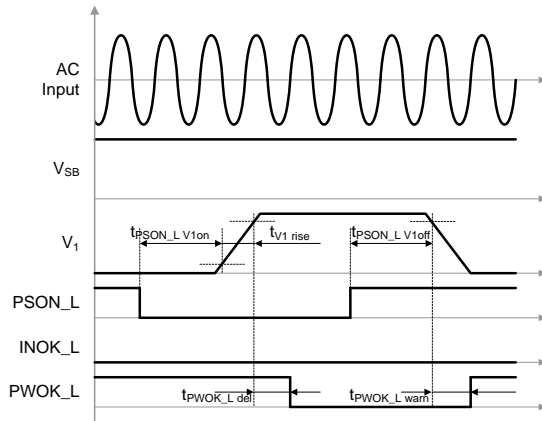 AC
Input
VSB
V1
tPSON_L V1on
tV1 rise
tPSON_L V1off
PSON_L
INOK_L
PWOK_L
tPWOK_L del
tPWOK_L warn